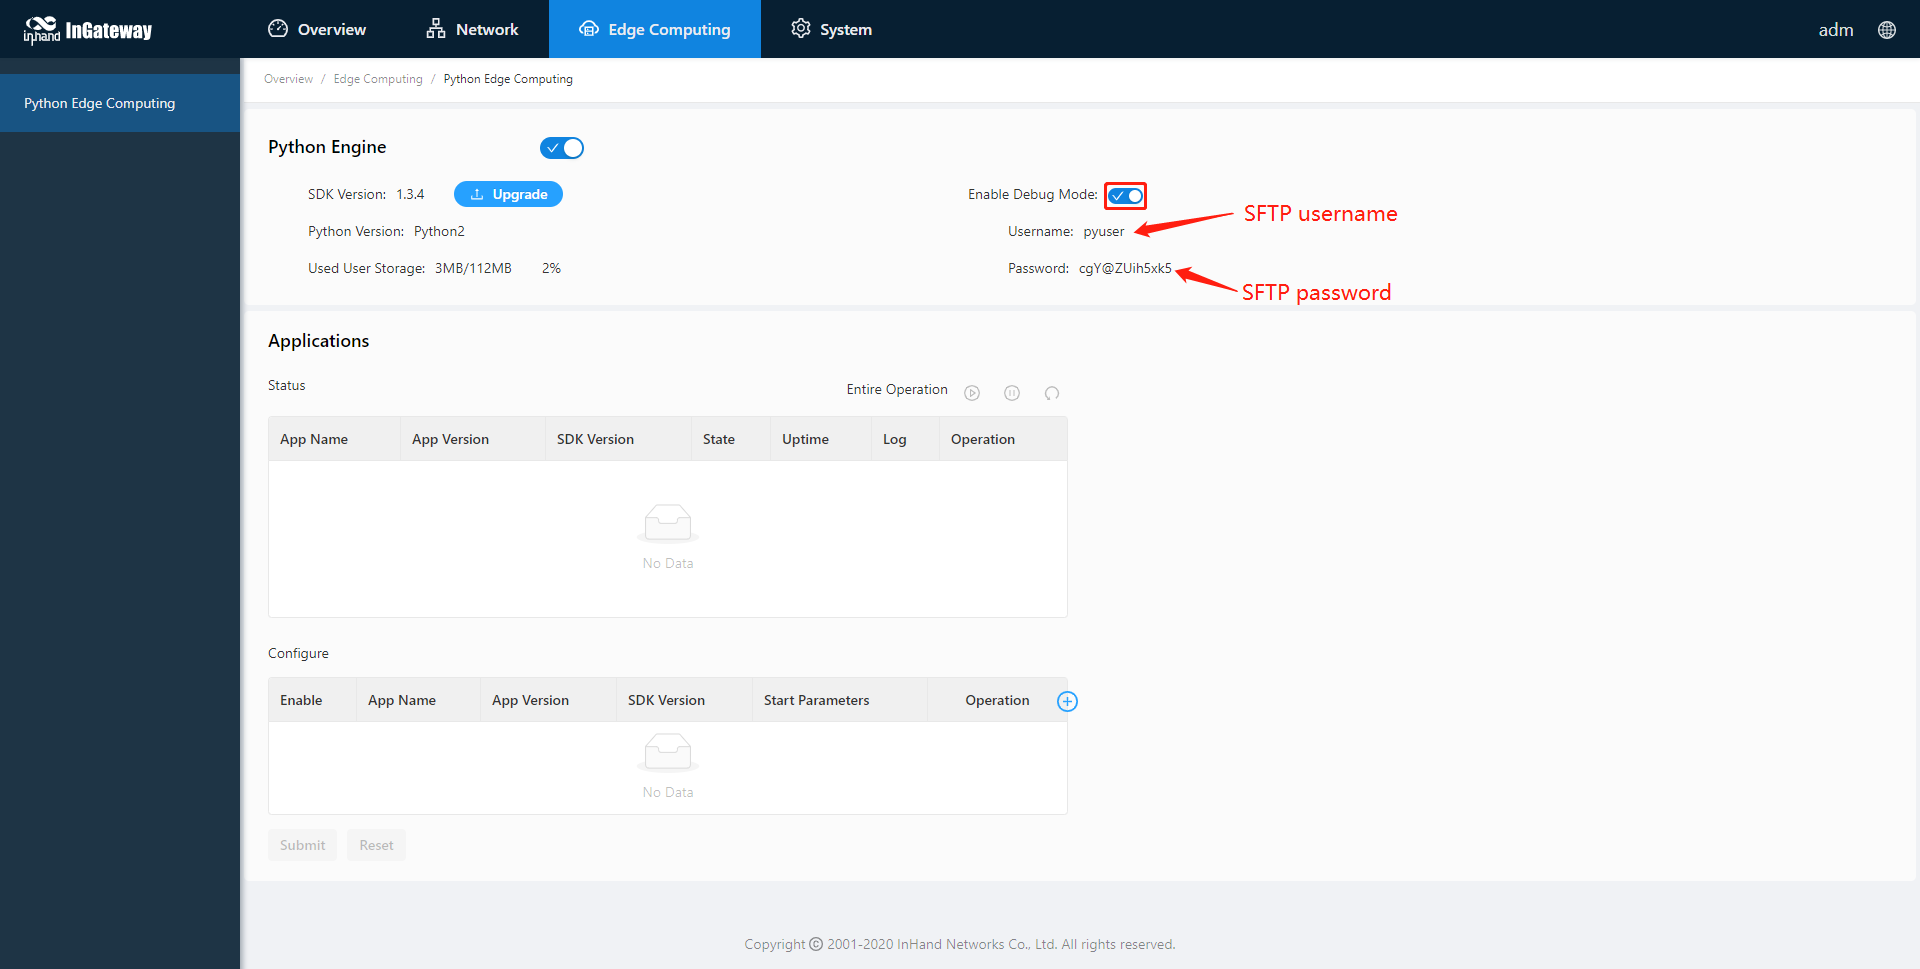 inhand InGateway
Overview
Network
Edge Computing
System
adm
Python Edge Computing
Overview / Edge Computing / Python Edge Computing
Python Engine
SDK Version: 1.3.4
Upgrade
Enable Debug Mode:
SFTP username
Python Version: Python2
Username: pyuser
Used User Storage: 3MB/112MB 2%
Password: cgY@ZUih5xk5
SFTP password
Applications
Status
Entire Operation
App Name App Version SDK Version State Uptime Log Operation
No Data
Configure
Enable App Name App Version SDK Version Start Parameters Operation
No Data
Submit Reset
Copyright © 2001-2020 InHand Networks Co., Ltd. All rights reserved.